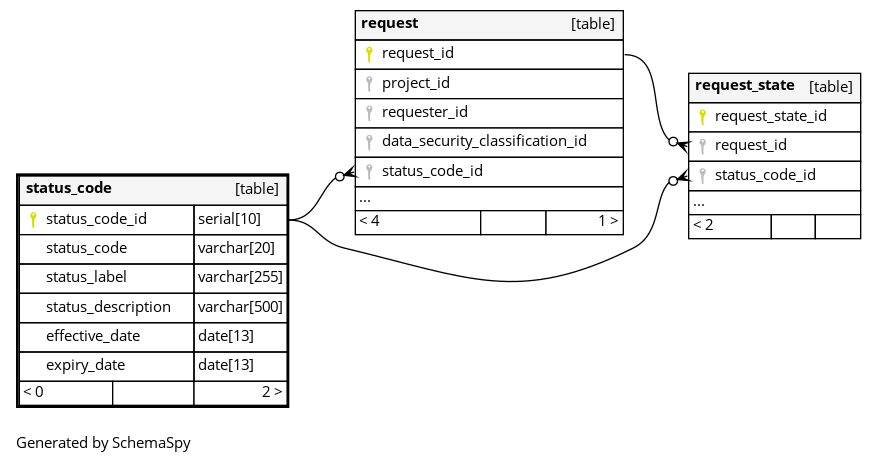 request [table]
request_id
project_id
requester_id
data_security_classification_id
status_code_id
...
< 4 1 >
request_state [table]
request_state_id
request_id
status_code_id
...
< 2
status_code [table]
status_code_id serial[10]
status_code varchar[20]
status_label varchar[255]
status_description varchar[500]
effective_date date[13]
expiry_date date[13]
< 0 2 >
Generated by SchemaSpy